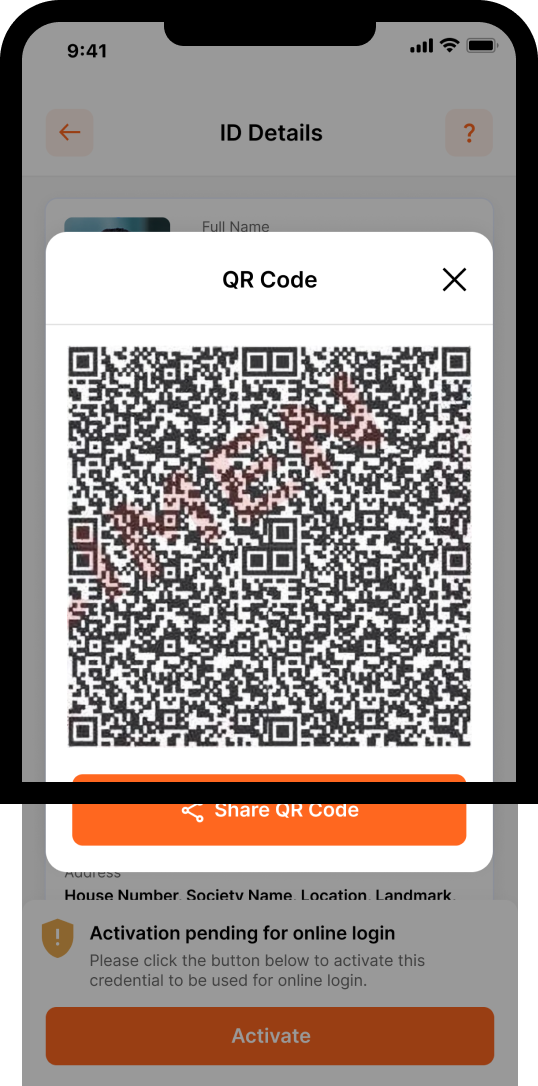 9:41
ID Details
?
Full Name
QR Code
IMEN
Share QR Code
Address
House Number, Society Name, Location, Landmark,
Activation pending for online login
Please click the button below to activate this
credential to be used for online login.
Activate